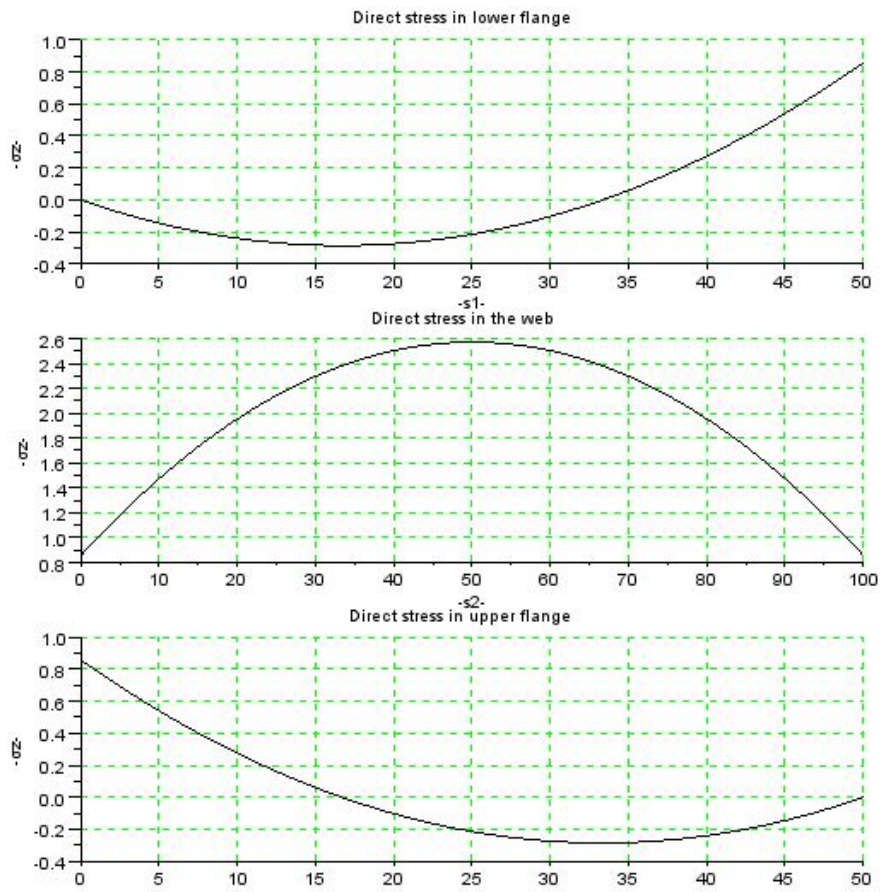 Direct stress in lower flange
1.0
0.8
0.6
0.4
0.2
0.0
-0.2
-0.4
-σz-
0 5 10 15 20 25 30 35 40 45 50
-s1-
Direct stress in the web
2.6
2.4
2.2
2.0
1.8
1.6
1.4
1.2
1.0
0.8
-σz-
0 10 20 30 40 50 60 70 80 90 100
-s2-
Direct stress in upper flange
1.0
0.8
0.6
0.4
0.2
0.0
-0.2
-0.4
-σz-
0 5 10 15 20 25 30 35 40 45 50